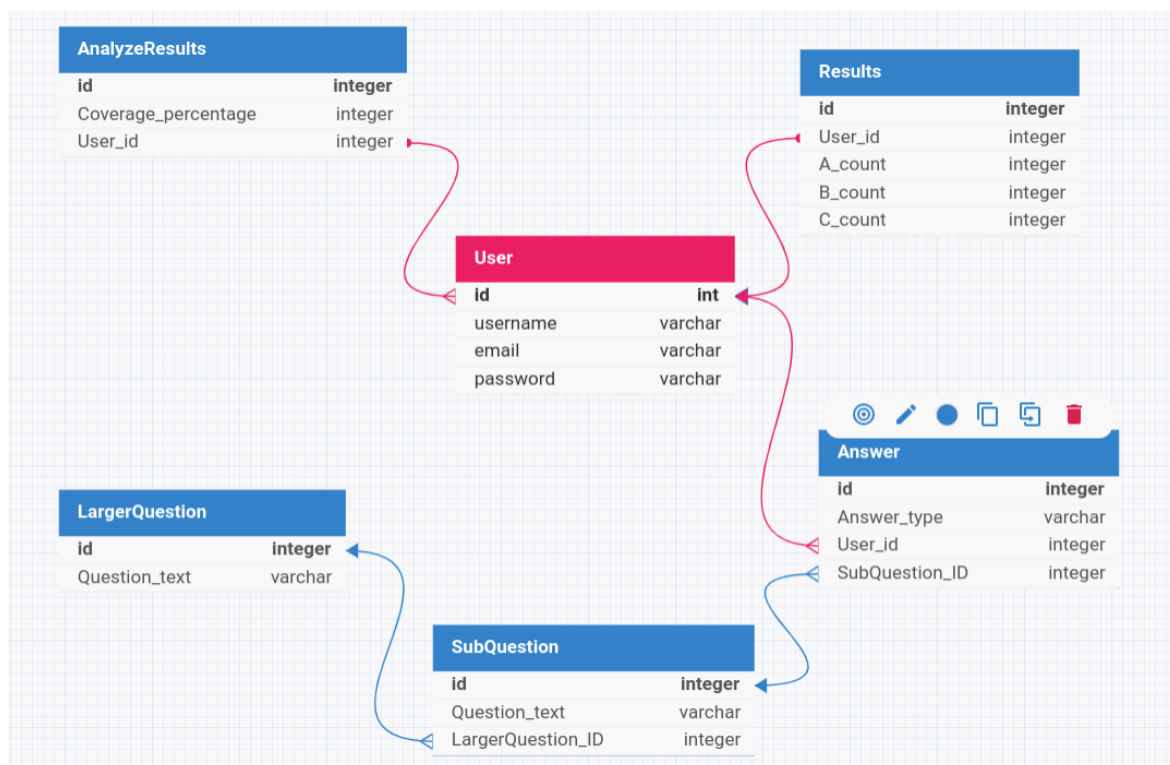 AnalyzeResults
id integer
Coverage_percentage integer
User_id integer
Results
id integer
User_id integer
A_count integer
B_count integer
C_count integer
User
id int
username varchar
email varchar
password varchar
Answer
id integer
Answer_type varchar
User_id integer
SubQuestion_ID integer
LargerQuestion
id integer
Question_text varchar
SubQuestion
id integer
Question_text varchar
LargerQuestion_ID integer